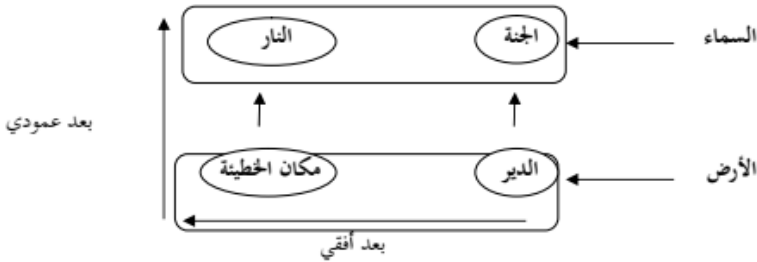 السماء
الجنة
النار
بعد عمودي
الأرض
الدير
مكان الخطيئة
بعد أفقي